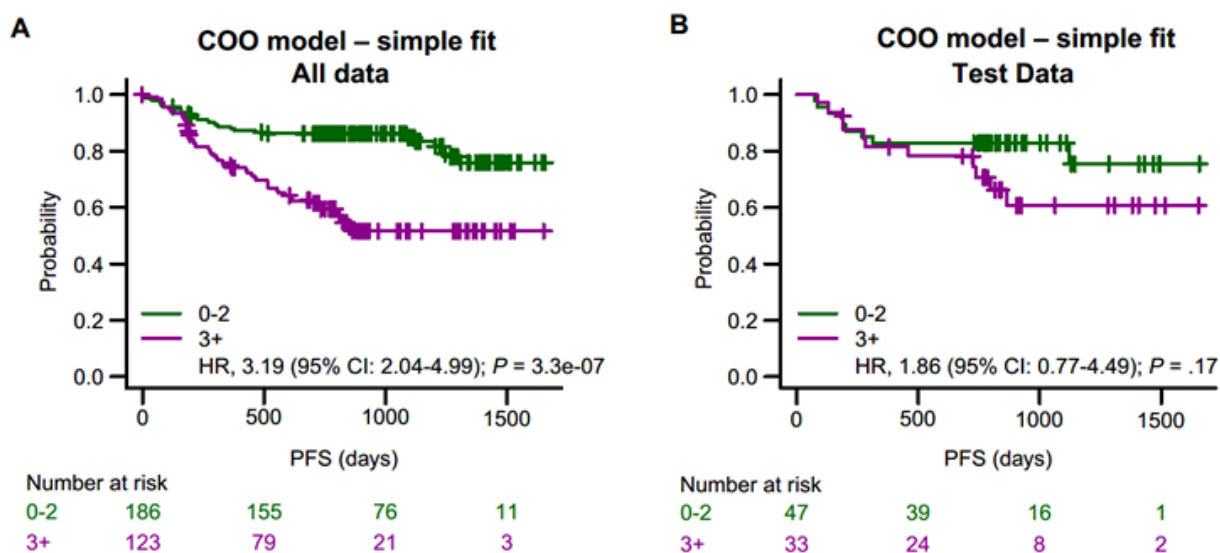 A
COO model – simple fit
All data
1.0
0.8
0.6
0.4
0.2
0.0
Probability
0-2
3+
HR, 3.19 (95% CI: 2.04-4.99); P = 3.3e-07
0 500 1000 1500
PFS (days)
Number at risk
0-2 186 155 76 11
3+ 123 79 21 3
B
COO model – simple fit
Test Data
1.0
0.8
0.6
0.4
0.2
0.0
Probability
0-2
3+
HR, 1.86 (95% CI: 0.77-4.49); P = .17
0 500 1000 1500
PFS (days)
Number at risk
0-2 47 39 16 1
3+ 33 24 8 2